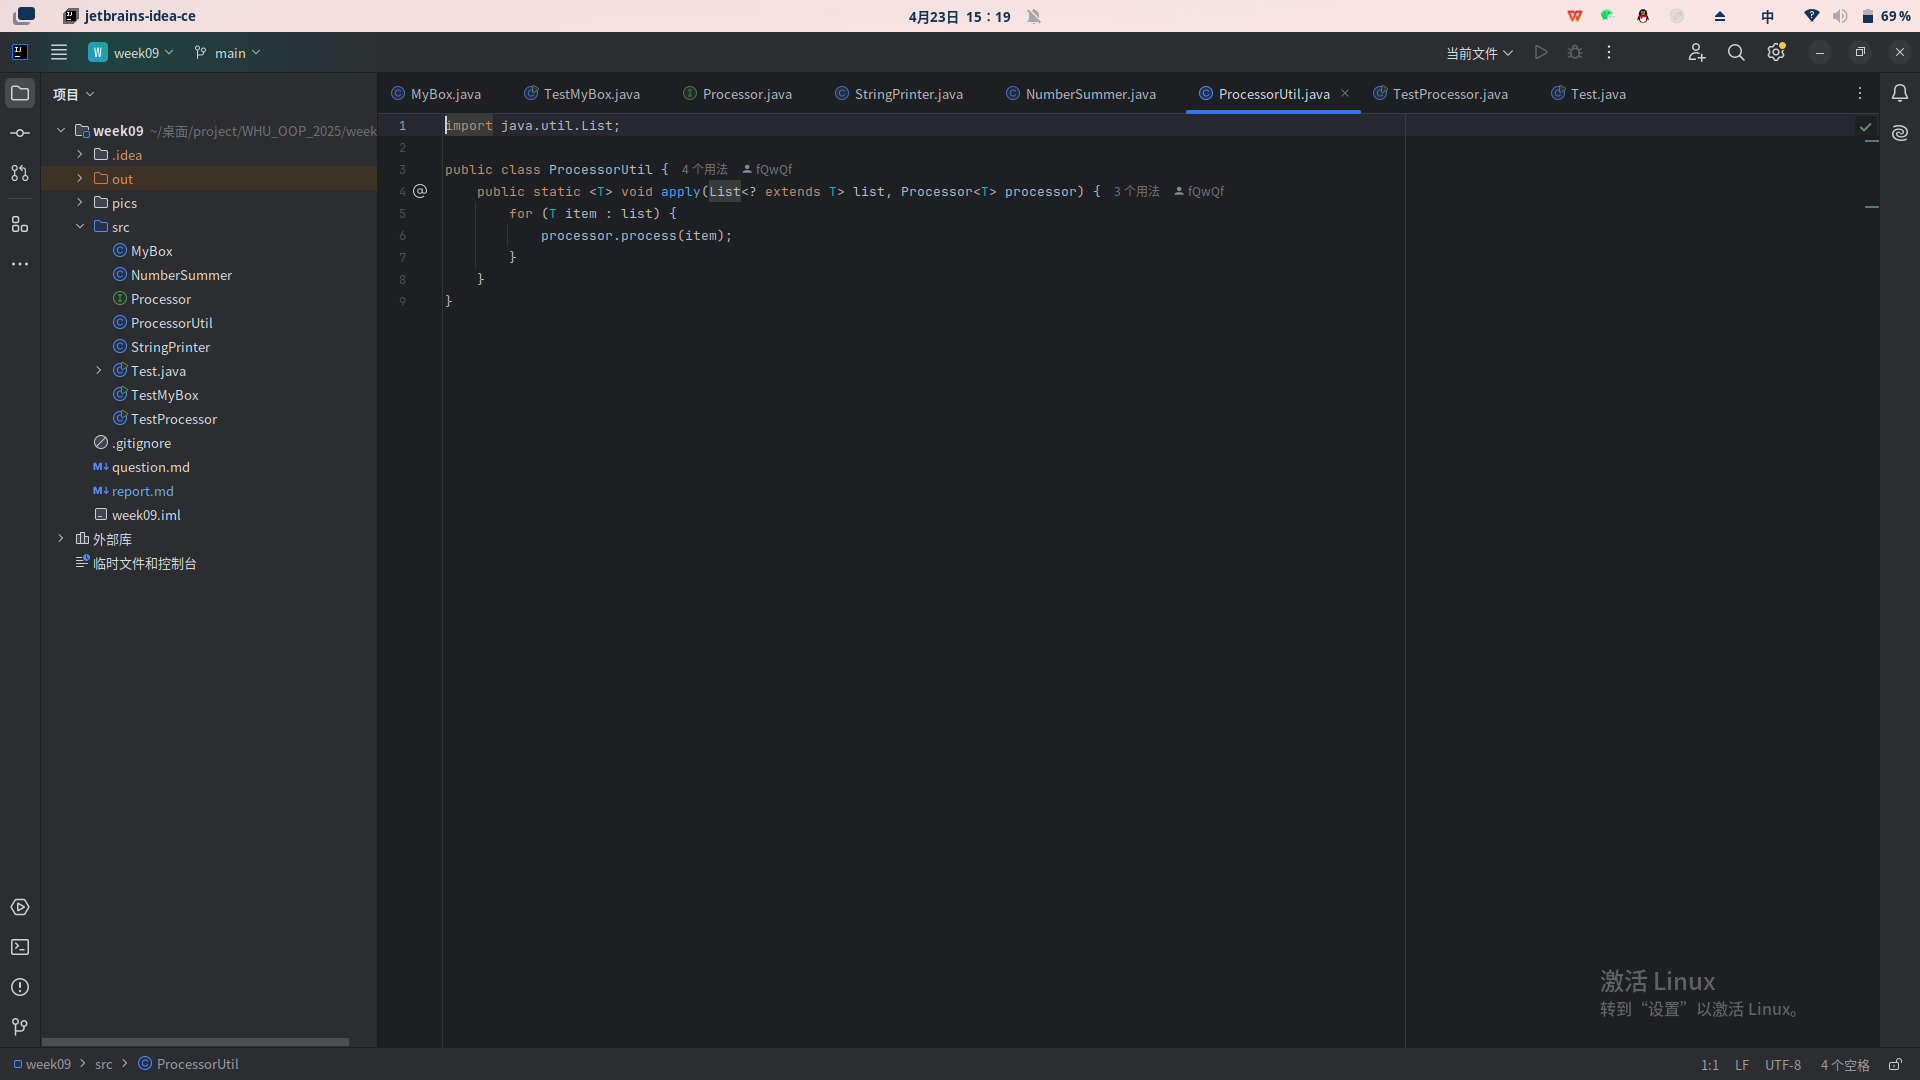 jetbrains-idea-ce
4月23日 15：19
中
69%
W
week09
main
当前文件
项目
MyBox.java
TestMyBox.java
Processor.java
StringPrinter.java
NumberSummer.java
ProcessorUtil.java
TestProcessor.java
Test.java
week09 ~/桌面/project/WHU_OOP_2025/week
.idea
out
pics
src
MyBox
NumberSummer
Processor
ProcessorUtil
StringPrinter
Test.java
TestMyBox
TestProcessor
.gitignore
question.md
report.md
week09.iml
外部库
临时文件和控制台
1 import java.util.List;
2
3 public class ProcessorUtil { 4 个用法 fQwQf
4 public static <T> void apply(List<? extends T> list, Processor<T> processor) { 3 个用法 fQwQf
5 for (T item : list) {
6 processor.process(item);
7 }
8 }
9 }
激活 Linux
转到“设置”以激活 Linux。
week09 > src > ProcessorUtil
1:1 LF UTF-8 4 个空格